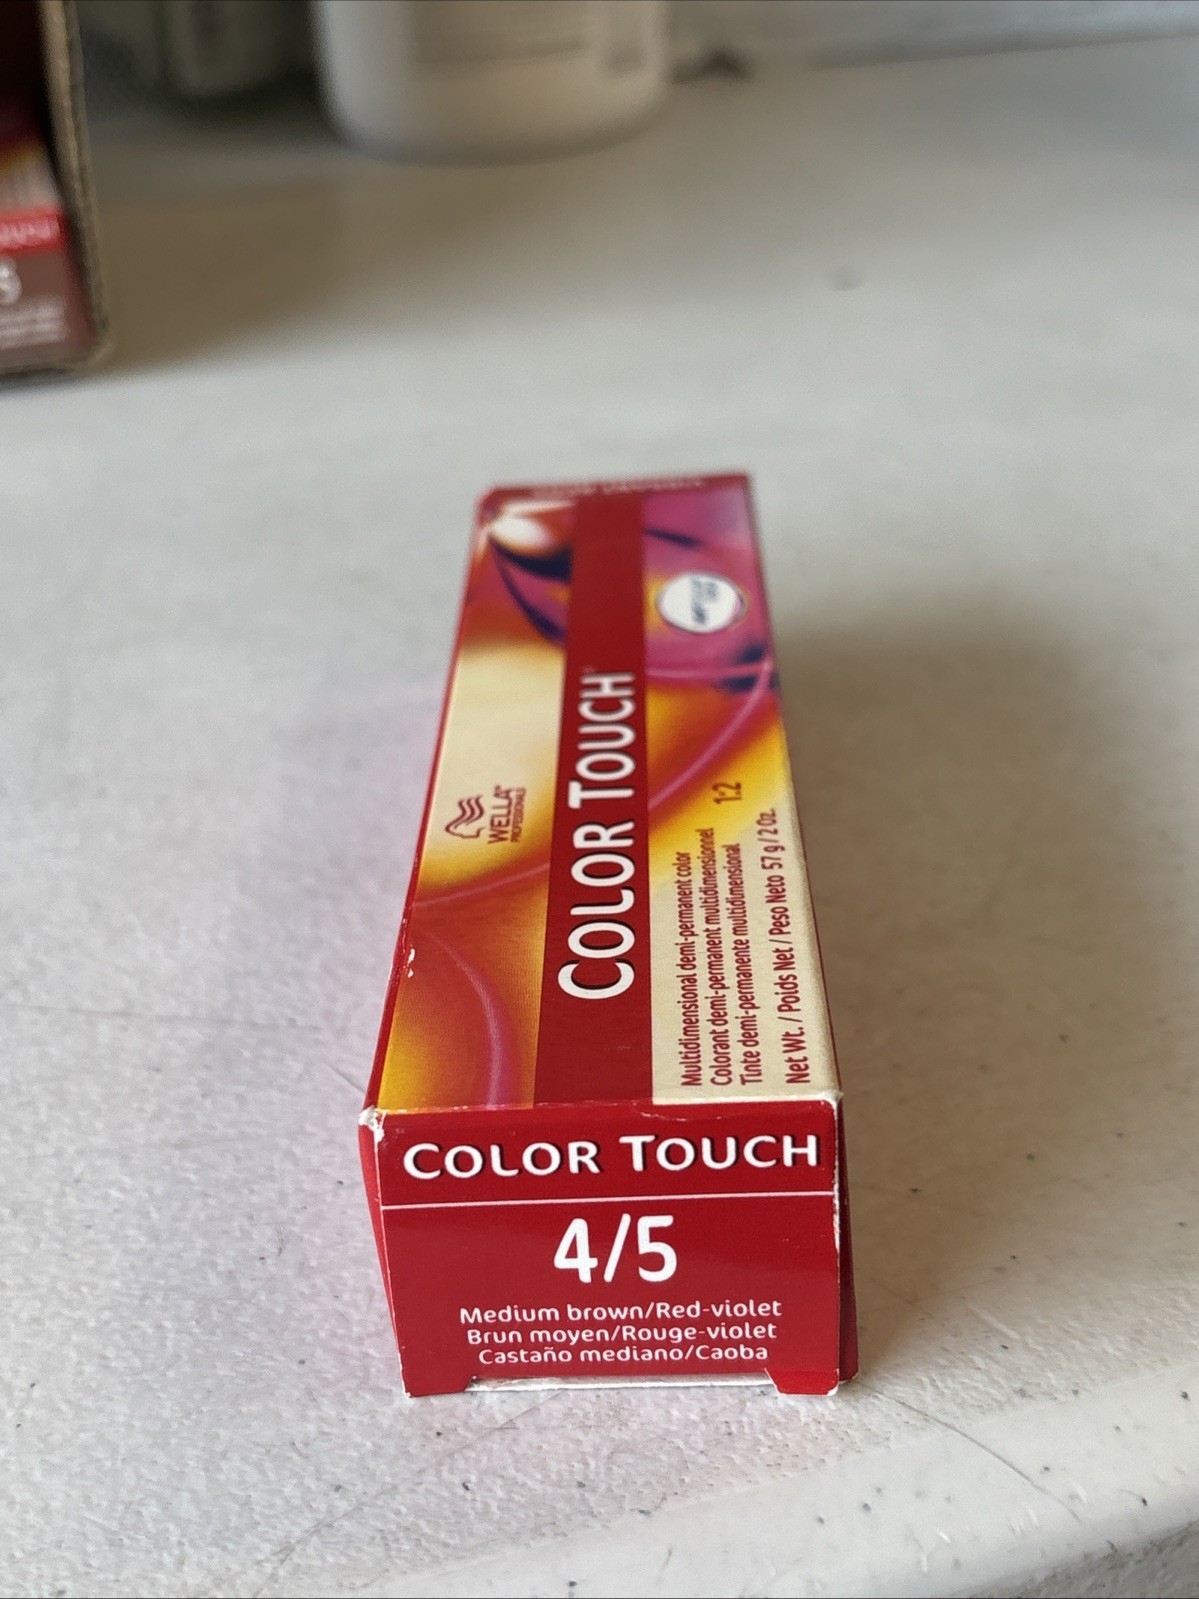 WELLA
PROFESSIONALS
COLOR TOUCH
Multidimensional demi-permanent color
Colorant demi-permanent multidimensionnel
Tinte demi-permanente multidimensional
1:2
Net Wt. / Poids Net / Peso Neto 57 g / 2 Oz.
COLOR TOUCH
4/5
Medium brown/Red-violet
Brun moyen/Rouge-violet
Castaño mediano/Caoba